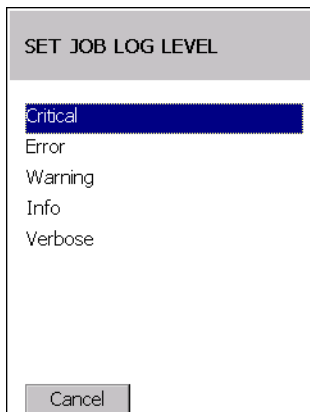 SET JOB LOG LEVEL
Critical
Error
Warning
Info
Verbose
Cancel